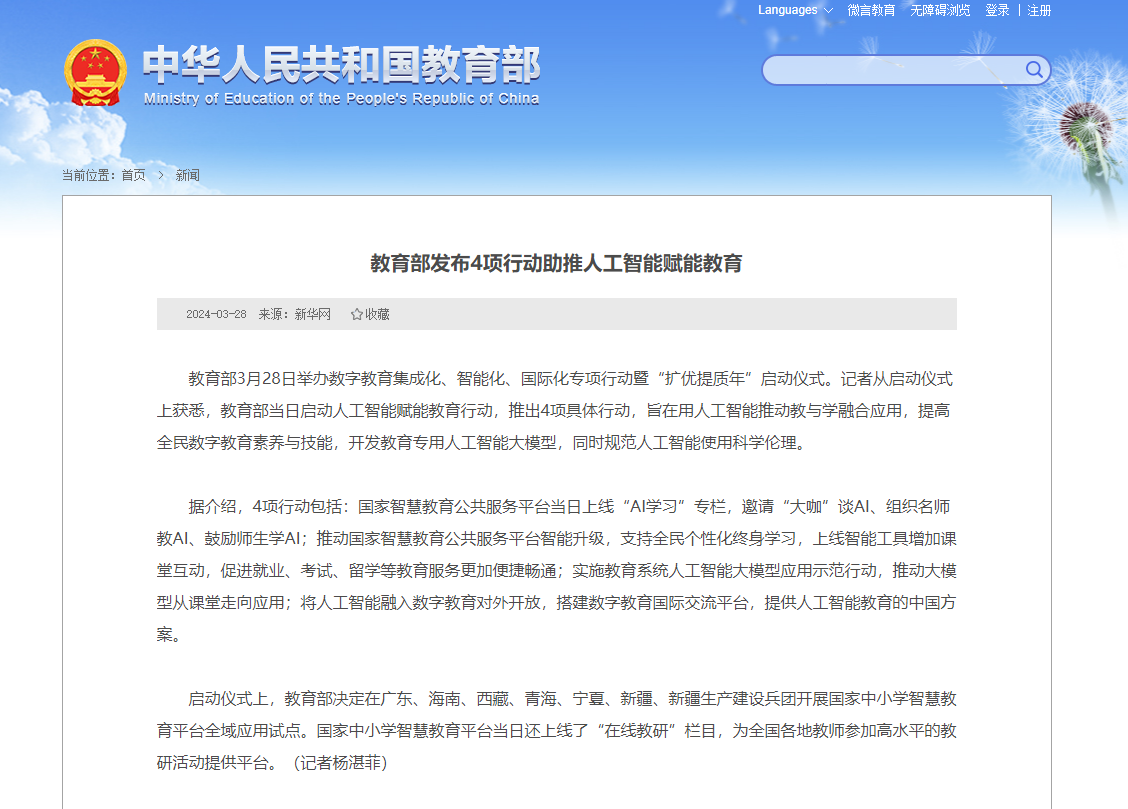 Languages 微言教育 无障碍浏览 登录 | 注册
中华人民共和国教育部
Ministry of Education of the People's Republic of China
当前位置：首页 > 新闻
教育部发布4项行动助推人工智能赋能教育
2024-03-28 来源：新华网 ☆收藏
教育部3月28日举办数字教育集成化、智能化、国际化专项行动暨“扩优提质年”启动仪式。记者从启动仪式
上获悉，教育部当日启动人工智能赋能教育行动，推出4项具体行动，旨在用人工智能推动教与学融合应用，提高
全民数字教育素养与技能，开发教育专用人工智能大模型，同时规范人工智能使用科学伦理。
据介绍，4项行动包括：国家智慧教育公共服务平台当日上线“AI学习”专栏，邀请“大咖”谈AI、组织名师
教AI、鼓励师生学AI；推动国家智慧教育公共服务平台智能升级，支持全民个性化终身学习，上线智能工具增加课
堂互动，促进就业、考试、留学等教育服务更加便捷畅通；实施教育系统人工智能大模型应用示范行动，推动大模
型从课堂走向应用；将人工智能融入数字教育对外开放，搭建数字教育国际交流平台，提供人工智能教育的中国方
案。
启动仪式上，教育部决定在广东、海南、西藏、青海、宁夏、新疆、新疆生产建设兵团开展国家中小学智慧教
育平台全域应用试点。国家中小学智慧教育平台当日还上线了“在线教研”栏目，为全国各地教师参加高水平的教
研活动提供平台。（记者杨湛菲）